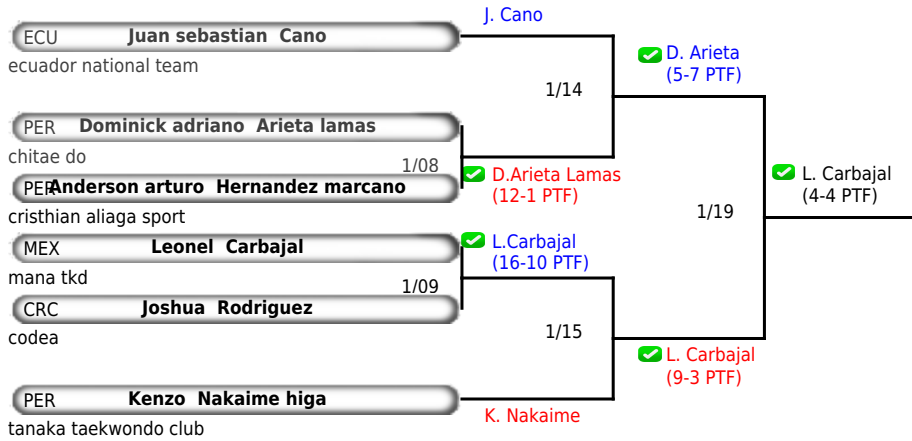 J. Cano
ECU Juan sebastian  Cano
ecuador national team
D. Arieta
(5-7 PTF)
1/14
PER Dominick adriano  Arieta lamas
chitae do
1/08
D.Arieta Lamas
(12-1 PTF)
PER Anderson arturo  Hernandez marcano
cristhian aliaga sport
L. Carbajal
(4-4 PTF)
1/19
MEX Leonel  Carbajal
mana tkd
L.Carbajal
(16-10 PTF)
1/09
CRC Joshua  Rodriguez
codea
1/15
L. Carbajal
(9-3 PTF)
PER Kenzo  Nakaime higa
tanaka taekwondo club
K. Nakaime